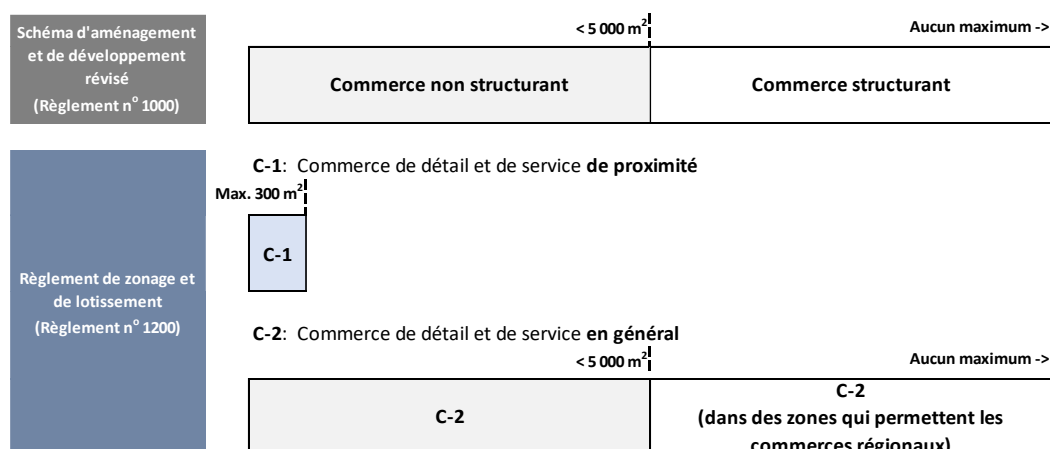 Schéma d'aménagement
et de développement
révisé
(Règlement n° 1000)
< 5 000 m²
Aucun maximum ->
Commerce non structurant
Commerce structurant
Règlement de zonage et
de lotissement
(Règlement n° 1200)
C-1: Commerce de détail et de service de proximité
Max. 300 m²
C-1
C-2: Commerce de détail et de service en général
< 5 000 m²
Aucun maximum ->
C-2
C-2
(dans des zones qui permettent les
commerces régionaux)